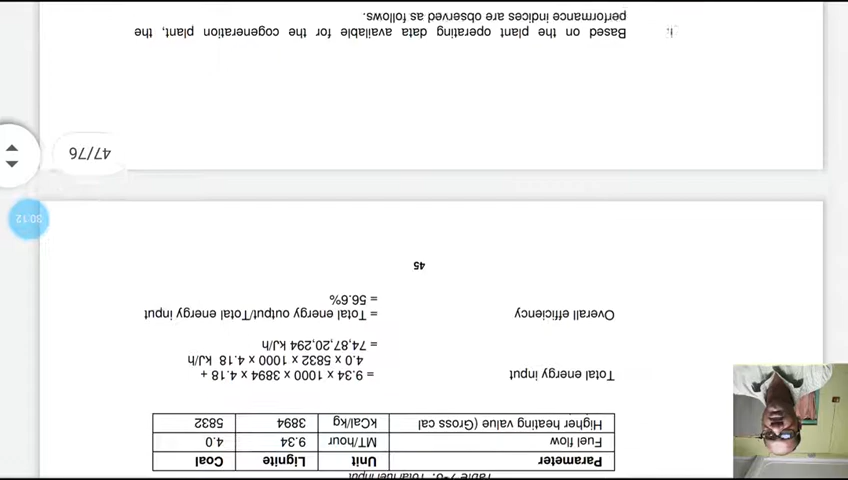 Total fuel input
Parameter Unit Lignite Coal
Fuel flow MT/hour 9.34 4.0
Higher heating value (Gross cal kCal/kg 3894 5832
Total energy input = 9.34 x 1000 x 3894 x 4.18 +
4.0 x 5832 x 1000 x 4.18 kJ/h
= 74,87,20,294 kJ/h
Overall efficiency = Total energy output/Total energy input
= 56.6%
45
47/76
Based on the plant operating data available for the cogeneration plant, the
performance indices are observed as follows.